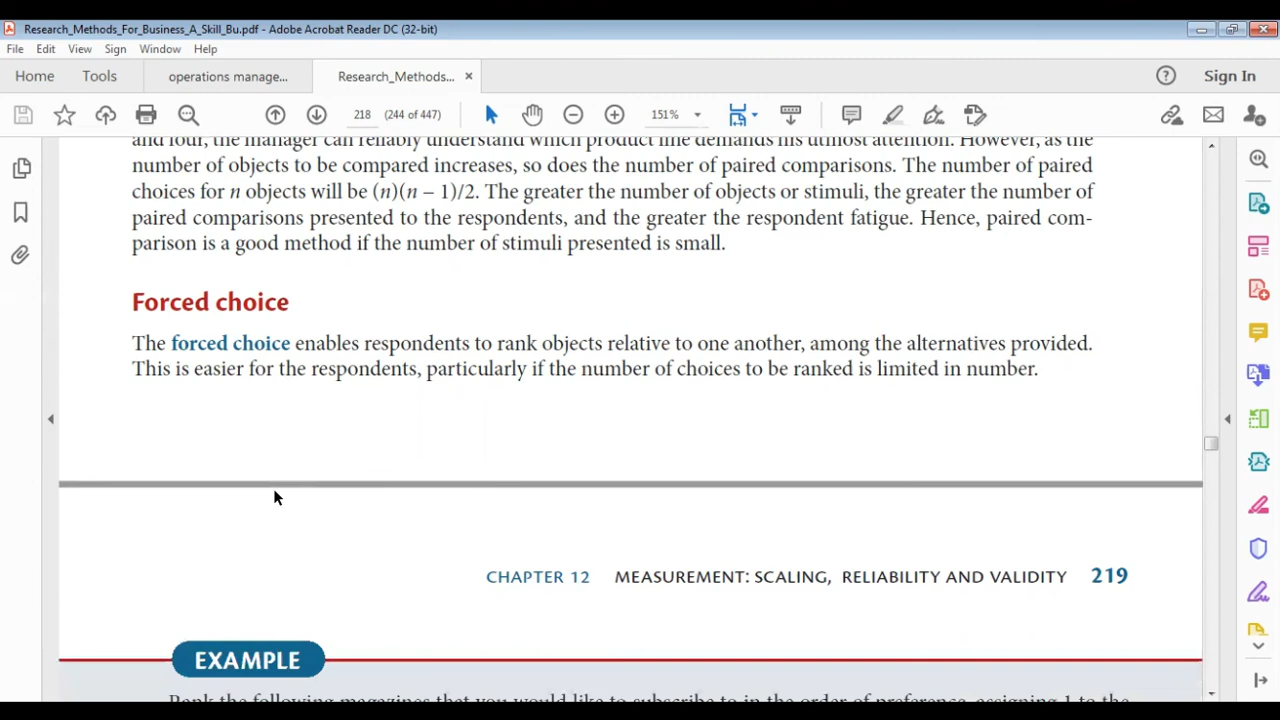 Research_Methods_For_Business_A_Skill_Bu.pdf - Adobe Acrobat Reader DC (32-bit)
File Edit View Sign Window Help
Home Tools operations manage... Research_Methods... × Sign In
218 (244 of 447) 151%
and four, the manager can reliably understand which product line demands his utmost attention. However, as the
number of objects to be compared increases, so does the number of paired comparisons. The number of paired
choices for n objects will be (n)(n − 1)/2. The greater the number of objects or stimuli, the greater the number of
paired comparisons presented to the respondents, and the greater the respondent fatigue. Hence, paired com-
parison is a good method if the number of stimuli presented is small.
Forced choice
The forced choice enables respondents to rank objects relative to one another, among the alternatives provided.
This is easier for the respondents, particularly if the number of choices to be ranked is limited in number.
CHAPTER 12 MEASUREMENT: SCALING, RELIABILITY AND VALIDITY 219
EXAMPLE
Rank the following magazines that you would like to subscribe to in the order of preference, assigning 1 to the